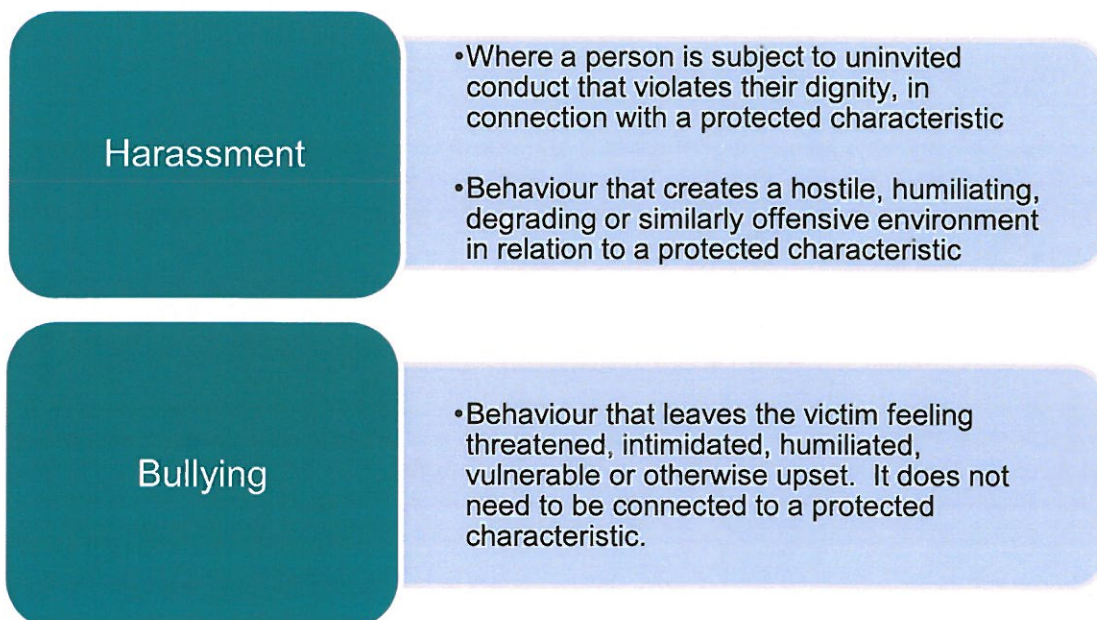 Harassment
•Where a person is subject to uninvited
conduct that violates their dignity, in
connection with a protected characteristic
•Behaviour that creates a hostile, humiliating,
degrading or similarly offensive environment
in relation to a protected characteristic
Bullying
•Behaviour that leaves the victim feeling
threatened, intimidated, humiliated,
vulnerable or otherwise upset.  It does not
need to be connected to a protected
characteristic.